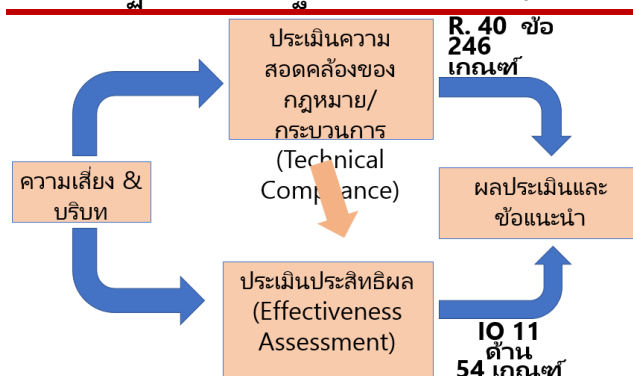 ประเมินความ
สอดคล้องของ
กฎหมาย/
กระบวนการ
(Technical
Compliance)
R. 40 ข้อ
246
เกณฑ์
ความเสี่ยง &
บริบท
ผลประเมินและ
ข้อแนะนำ
ประเมินประสิทธิผล
(Effectiveness
Assessment)
IO 11
ด้าน
54 เกณฑ์